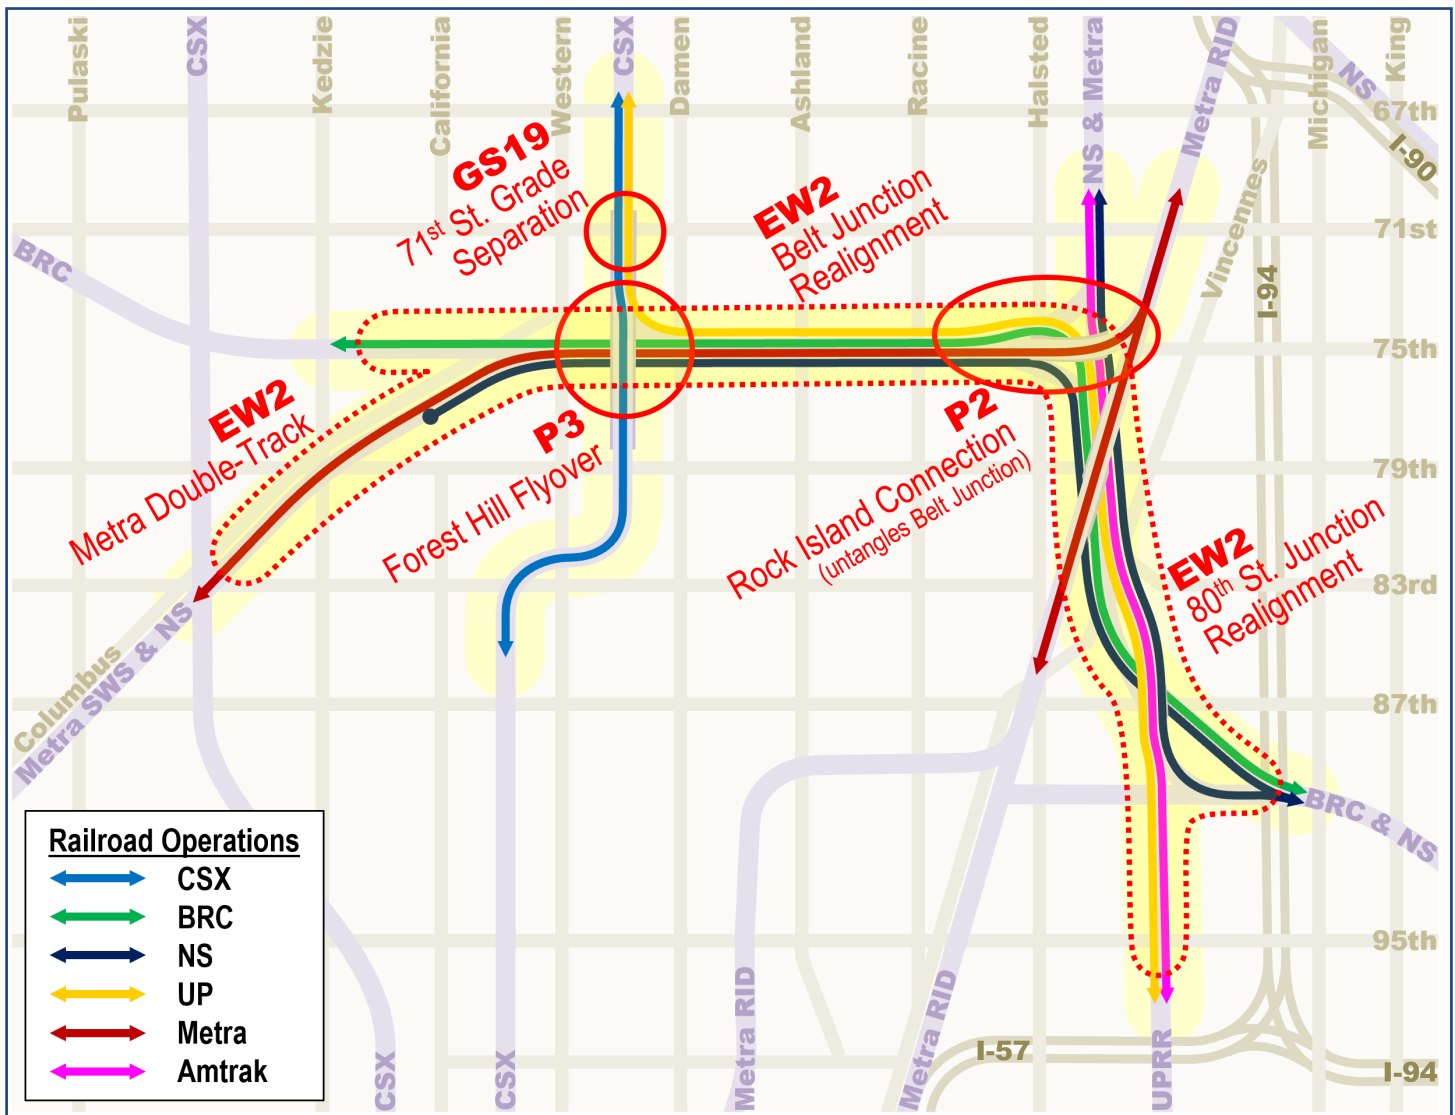 Pulaski
CSX
Kedzie
California
Western
CSX
Damen
Ashland
Racine
Halsted
NS & Metra
Metra RID
NS
Michigan
King
67th
I-90
GS19
71st St. Grade
Separation
EW2
Belt Junction
Realignment
Vincennes
71st
I-94
BRC
75th
EW2
Metra Double-Track
P3
Forest Hill Flyover
P2
Rock Island Connection
(untangles Belt Junction)
79th
EW2
80th St. Junction
Realignment
83rd
Columbus
Metra SWS & NS
87th
BRC & NS
Railroad Operations
CSX
BRC
NS
UP
Metra
Amtrak
95th
CSX
CSX
Metra RID
Metra RID
I-57
UPRR
I-94